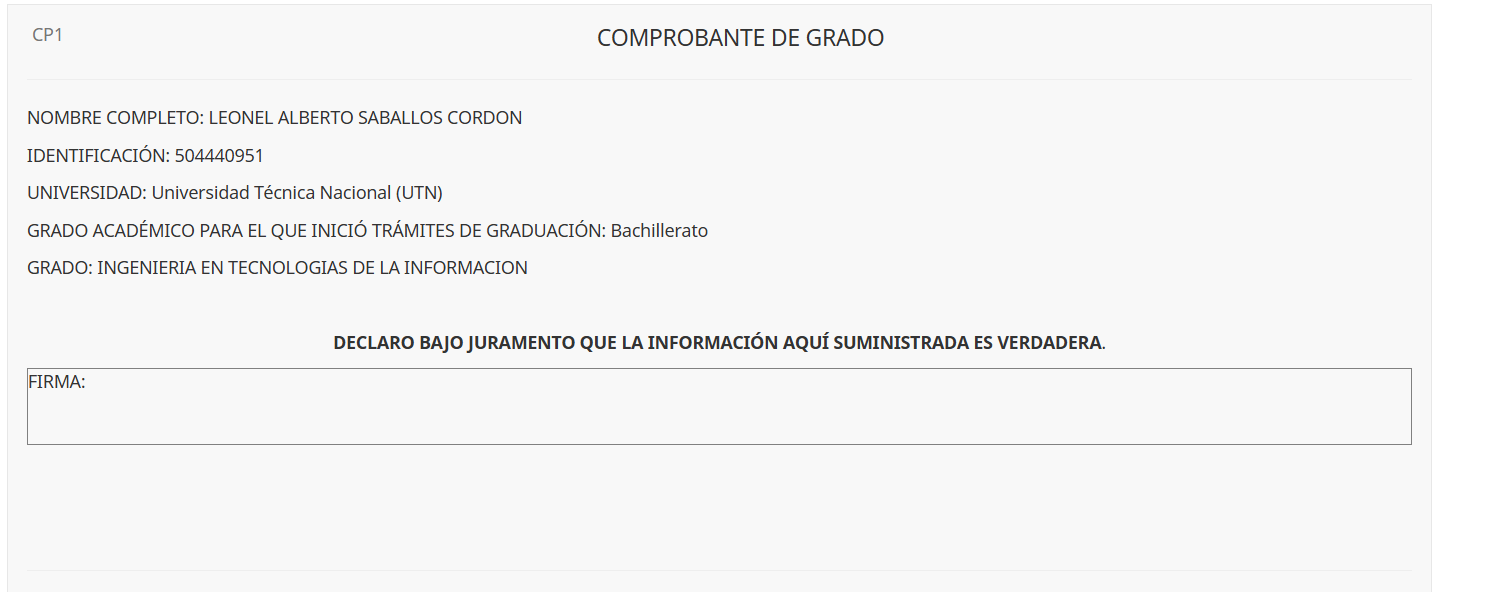 CP1
COMPROBANTE DE GRADO
NOMBRE COMPLETO: LEONEL ALBERTO SABALLOS CORDON
IDENTIFICACIÓN: 504440951
UNIVERSIDAD: Universidad Técnica Nacional (UTN)
GRADO ACADÉMICO PARA EL QUE INICIÓ TRÁMITES DE GRADUACIÓN: Bachillerato
GRADO: INGENIERIA EN TECNOLOGIAS DE LA INFORMACION
DECLARO BAJO JURAMENTO QUE LA INFORMACIÓN AQUÍ SUMINISTRADA ES VERDADERA.
FIRMA: